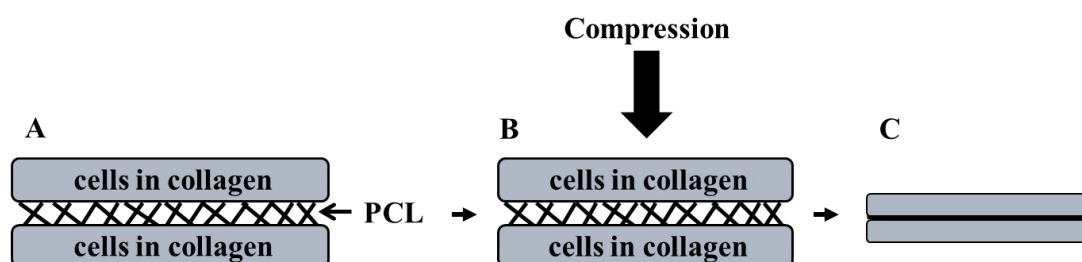 Compression
A
B
C
cells in collagen
PCL
cells in collagen
cells in collagen
cells in collagen